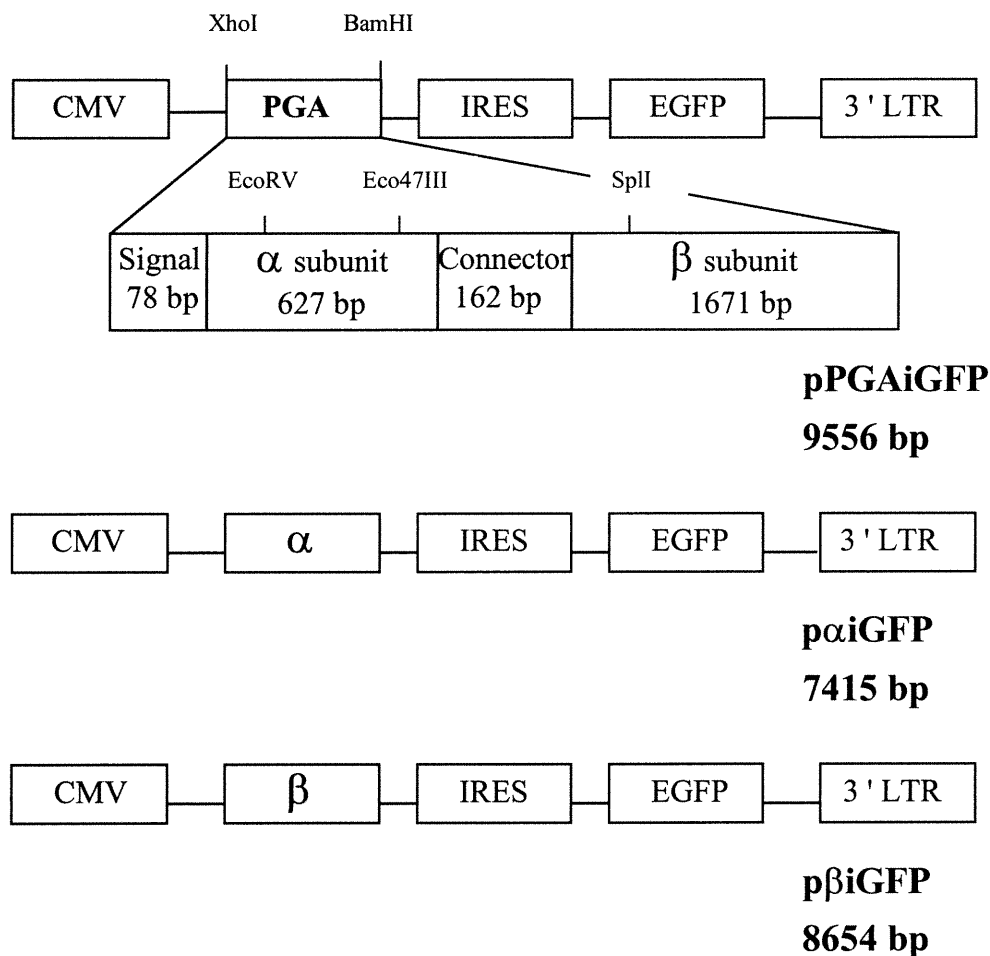 XhoI BamHI
CMV PGA IRES EGFP 3 ' LTR
EcoRV Eco47III SplI
Signal α subunit Connector β subunit
78 bp 627 bp 162 bp 1671 bp
pPGAiGFP
9556 bp
CMV α IRES EGFP 3 ' LTR
pαiGFP
7415 bp
CMV β IRES EGFP 3 ' LTR
pβiGFP
8654 bp